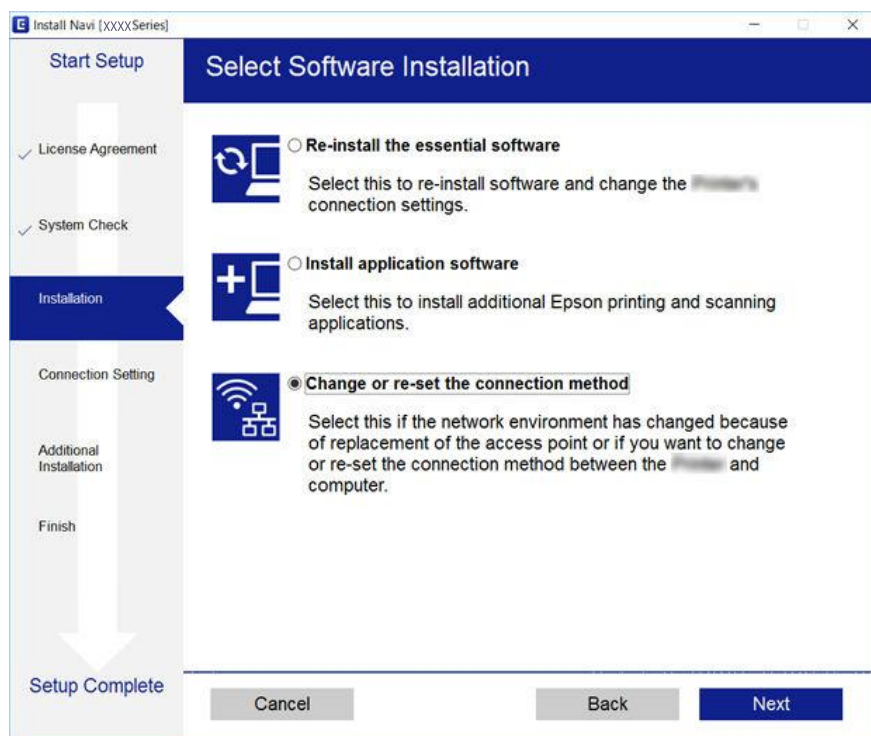 Install Navi [XXXXSeries]
Start Setup
License Agreement
System Check
Installation
Connection Setting
Additional
Installation
Finish
Setup Complete
Select Software Installation
Re-install the essential software
Select this to re-install software and change the
connection settings.
Install application software
Select this to install additional Epson printing and scanning
applications.
Change or re-set the connection method
Select this if the network environment has changed because
of replacement of the access point or if you want to change
or re-set the connection method between the and
computer.
Cancel
Back
Next